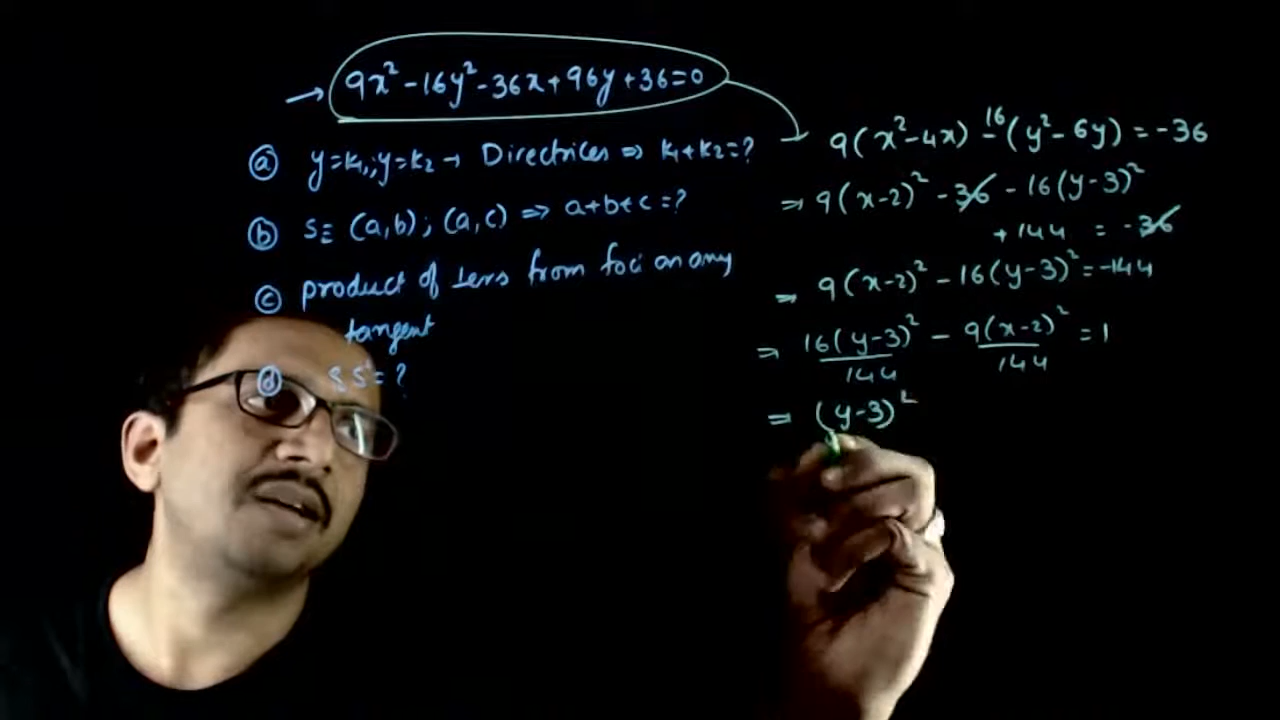 → 9x² - 16y² - 36x + 96y + 36 = 0
ⓐ y = k₁, ; y = k₂ → Directrices ⇒ k₁ + k₂ = ?
ⓑ S ≡ (a, b) ; (a, c) ⇒ a + b + c = ?
ⓒ product of ⊥ers from foci on any
tangent
ⓓ SS' = ?
9(x² - 4x) - 16(y² - 6y) = -36
⇒ 9(x - 2)² - 36 - 16(y - 3)²
+ 144 = -36
⇒ 9(x - 2)² - 16(y - 3)² = -144
⇒ 16(y - 3)²/144 - 9(x - 2)²/144 = 1
⇒ (y - 3)²